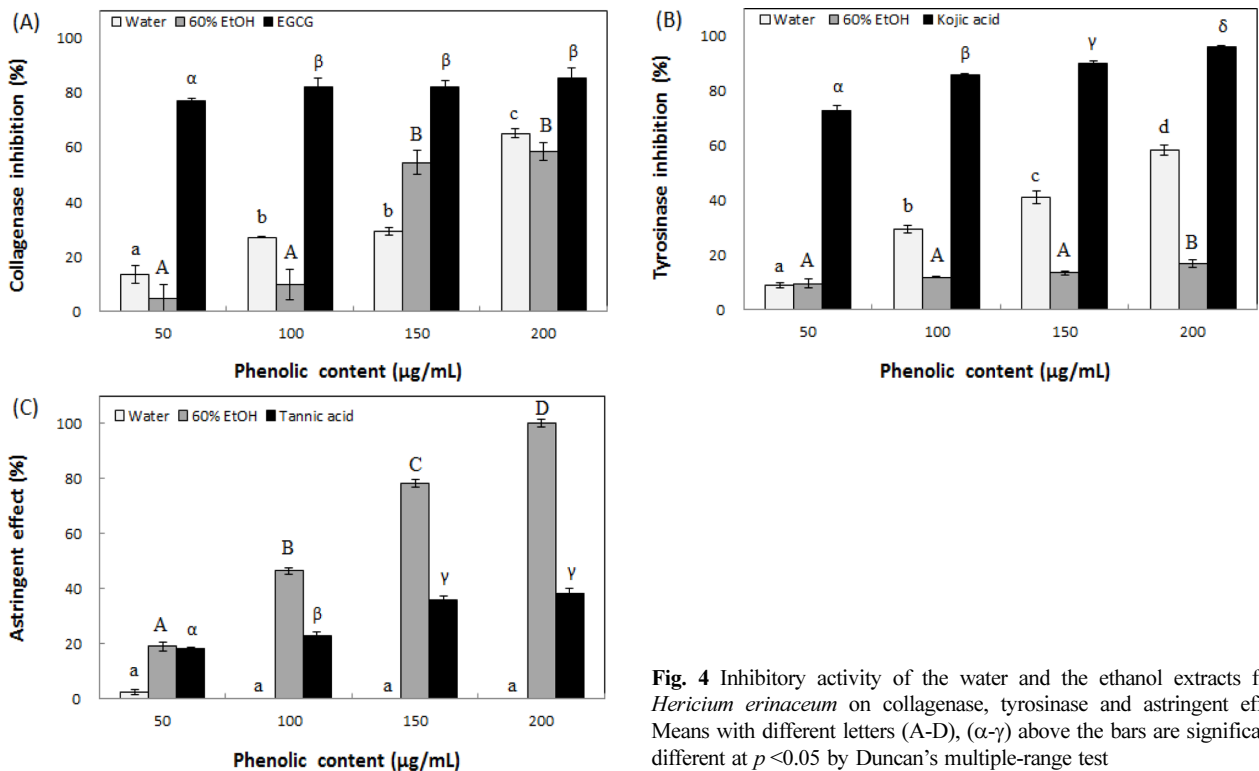 (A)
Water 60% EtOH EGCG
Collagenase inhibition (%)
100
80
60
40
20
0
a A α
b A β
b B β
c B β
50 100 150 200
Phenolic content (µg/mL)
(B)
Water 60% EtOH Kojic acid
Tyrosinase inhibition (%)
100
80
60
40
20
0
a A α
b A β
c A γ
d B δ
50 100 150 200
Phenolic content (µg/mL)
(C)
Water 60% EtOH Tannic acid
Astringent effect (%)
100
80
60
40
20
0
a A α
a B β
a C γ
a D γ
50 100 150 200
Phenolic content (µg/mL)
Fig. 4 Inhibitory activity of the water and the ethanol extracts f
Hericium erinaceum on collagenase, tyrosinase and astringent eff
Means with different letters (A-D), (α-γ) above the bars are significa
different at p <0.05 by Duncan's multiple-range test